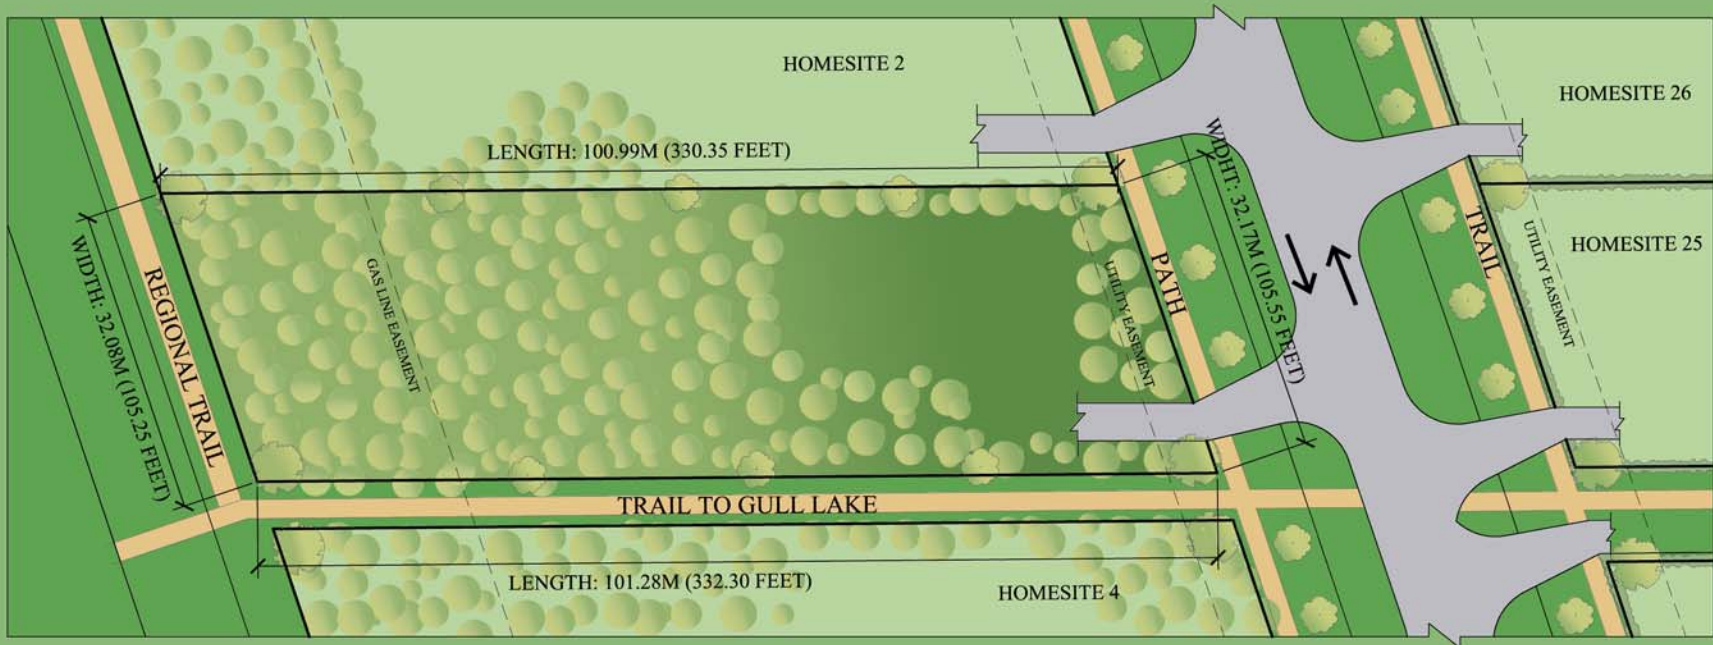 HOMESITE 2
HOMESITE 26
LENGTH: 100.99M (330.35 FEET)
WIDHT: 32.17M (105.55 FEET)
HOMESITE 25
WIDTH: 32.08M (105.25 FEET)
REGIONAL TRAIL
GAS LINE EASEMENT
UTILITY EASEMENT
PATH
TRAIL
UTILITY EASEMENT
TRAIL TO GULL LAKE
LENGTH: 101.28M (332.30 FEET)
HOMESITE 4